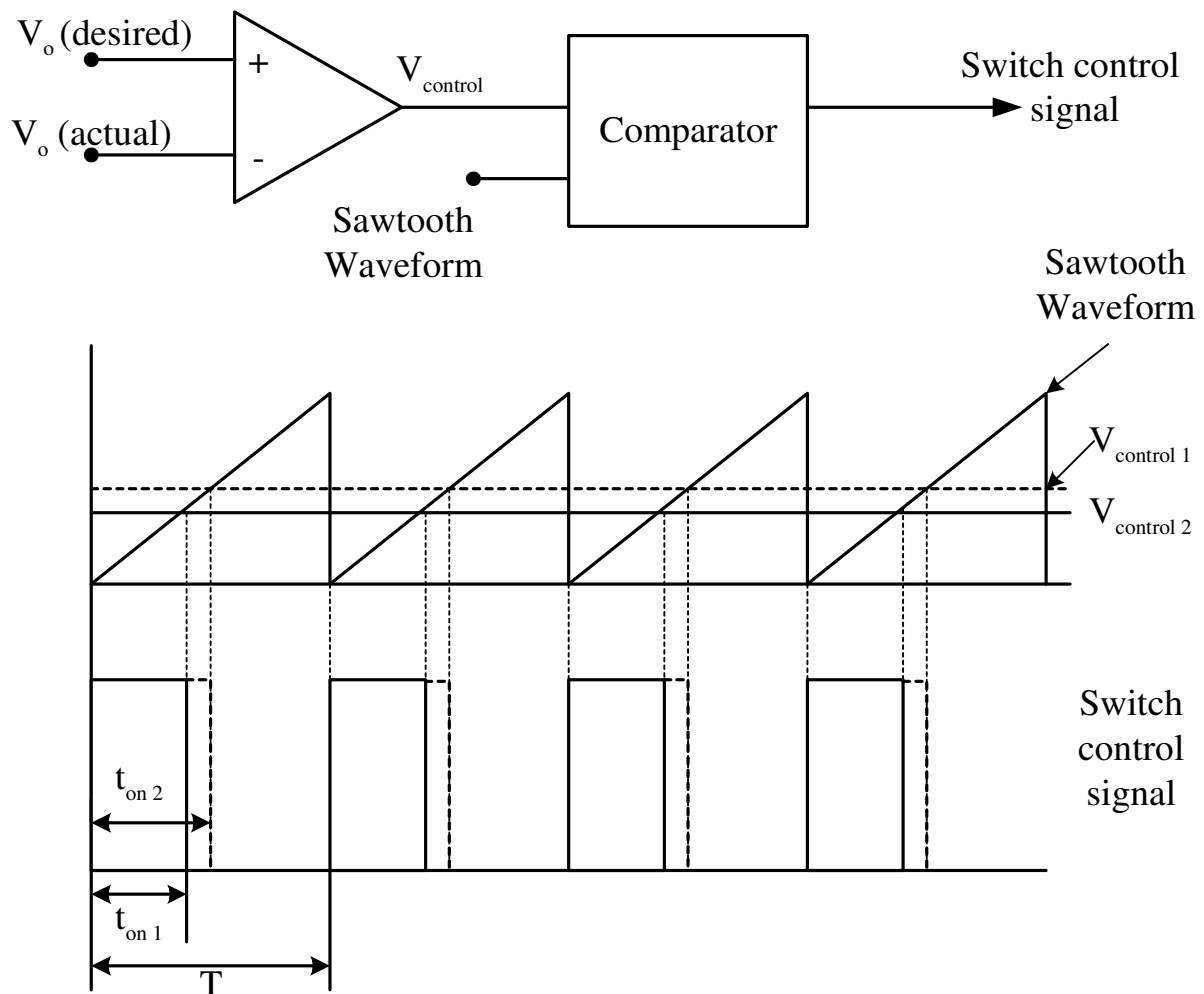 V_o (desired)
+
V_control
V_o (actual)
-
Comparator
Switch control
signal
Sawtooth
Waveform
Sawtooth
Waveform
V_control 1
V_control 2
Switch
control
signal
t_on 2
t_on 1
T